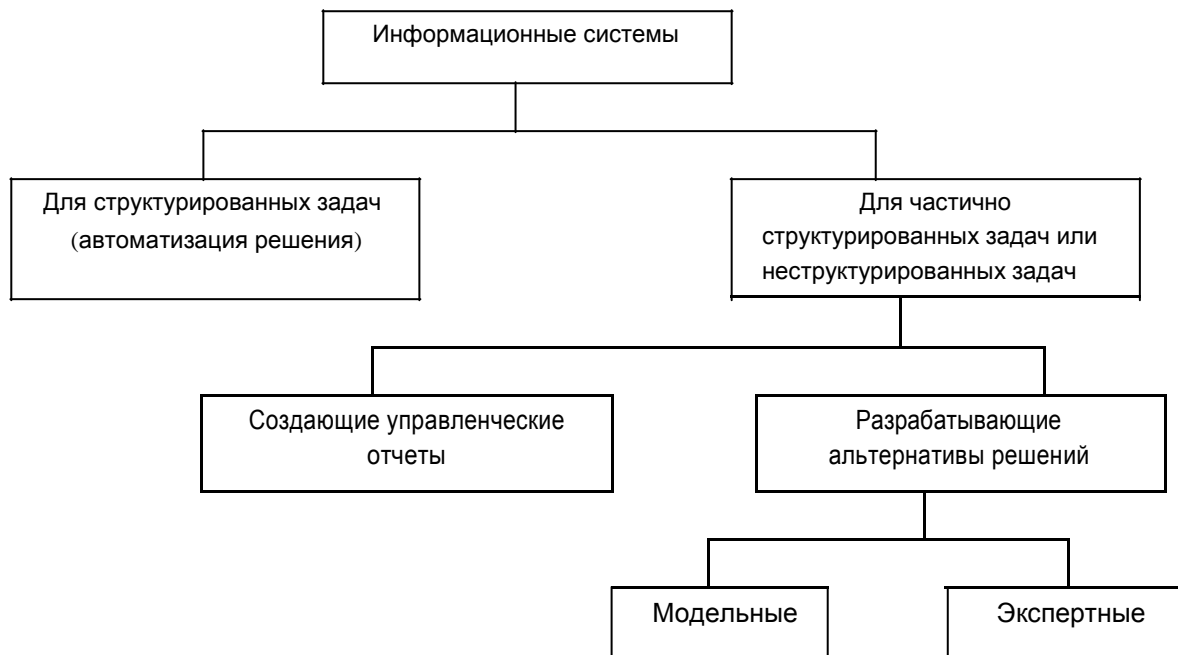 Информационные системы
Для структурированных задач
(автоматизация решения)
Для частично
структурированных задач или
неструктурированных задач
Создающие управленческие
отчеты
Разрабатывающие
альтернативы решений
Модельные
Экспертные